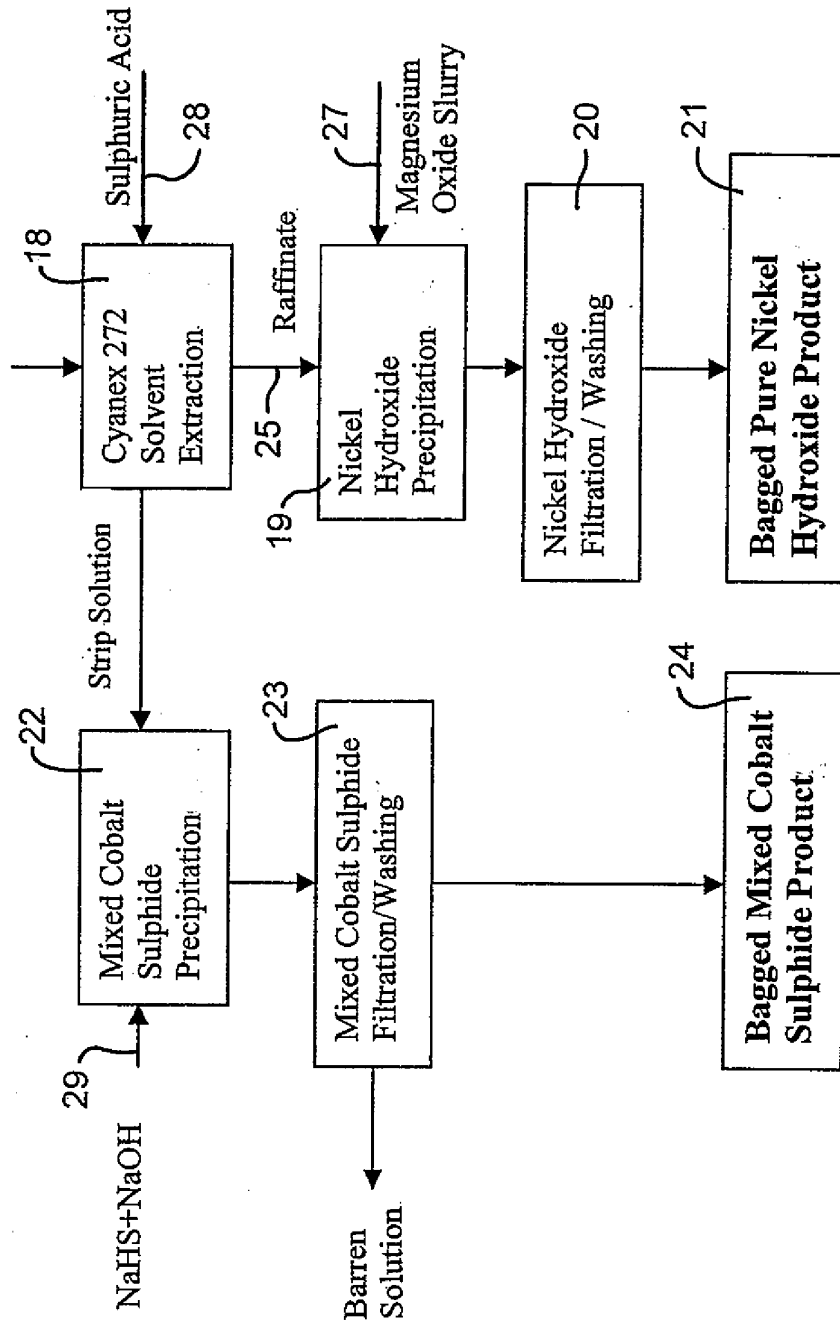 Sulphuric Acid
28
18
Cyanex 272
Solvent
Extraction
Strip Solution
22
Mixed Cobalt
Sulphide
Precipitation
29
NaHS+NaOH
25
Raffinate
27
Magnesium
Oxide Slurry
19
Nickel
Hydroxide
Precipitation
23
Mixed Cobalt Sulphide
Filtration/Washing
Barren
Solution
20
Nickel Hydroxide
Filtration / Washing
21
Bagged Pure Nickel
Hydroxide Product
24
Bagged Mixed Cobalt
Sulphide Product